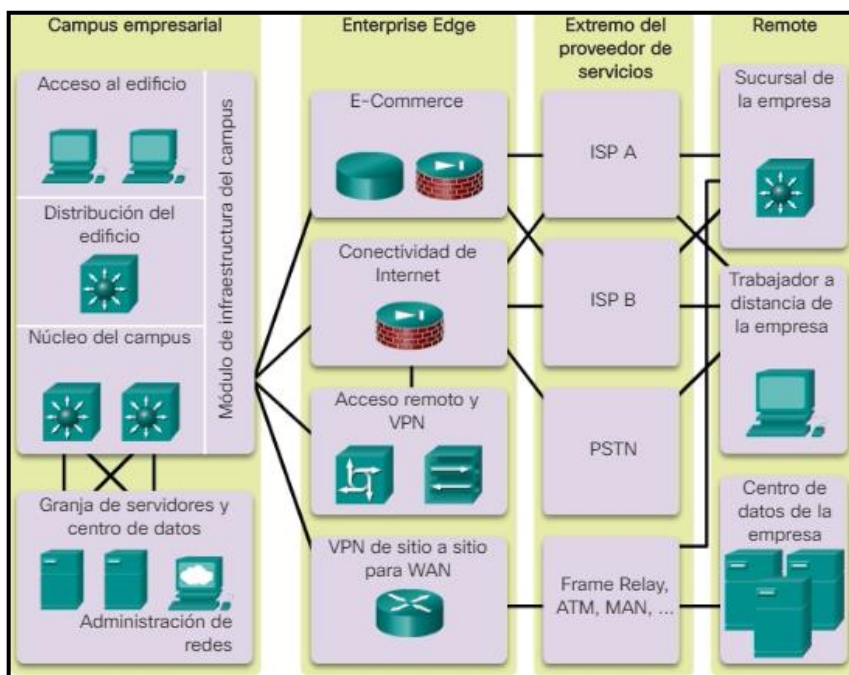 Campus empresarial
Acceso al edificio
Distribución del
edificio
Núcleo del campus
Módulo de infraestructura del campus
Granja de servidores y
centro de datos
Administración de
redes
Enterprise Edge
E-Commerce
Conectividad de
Internet
Acceso remoto y
VPN
VPN de sitio a sitio
para WAN
Extremo del
proveedor de
servicios
ISP A
ISP B
PSTN
Frame Relay,
ATM, MAN, ...
Remote
Sucursal de
la empresa
Trabajador a
distancia de
la empresa
Centro de
datos de la
empresa